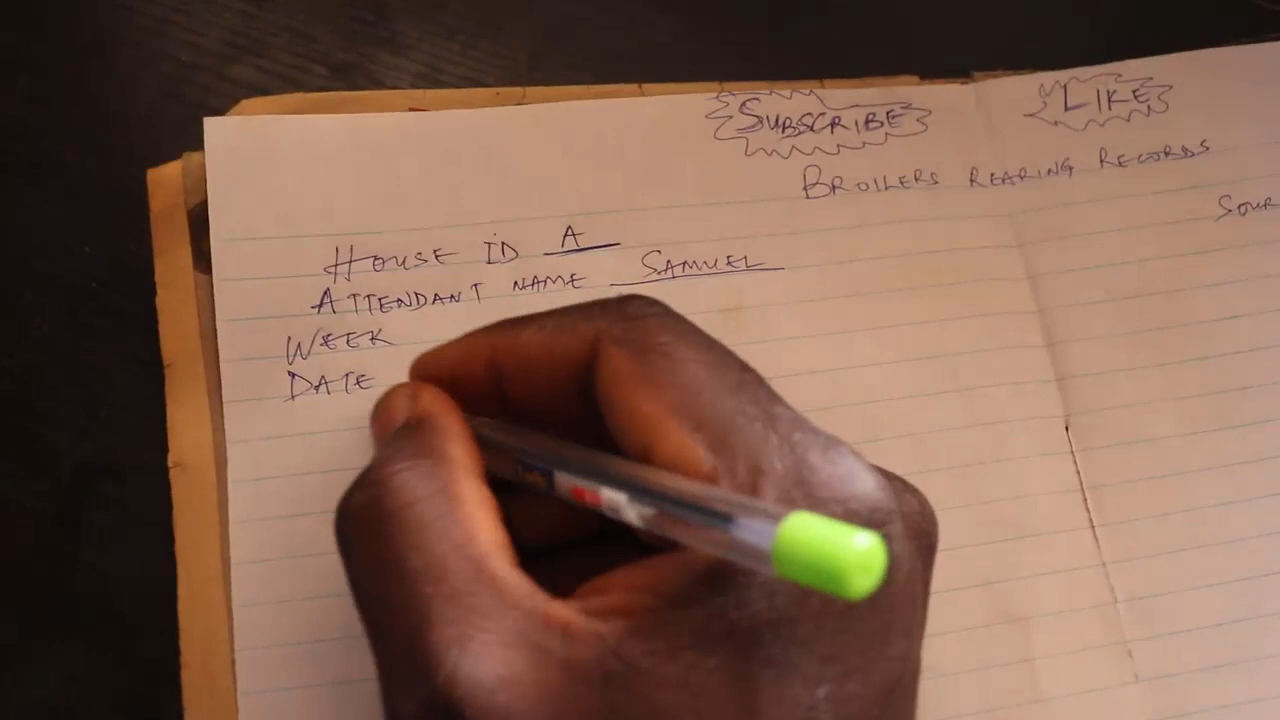 SUBSCRIBE LIKE
BROILERS REARING RECORDS
HOUSE ID A
ATTENDANT NAME SAMUEL
WEEK
DATE